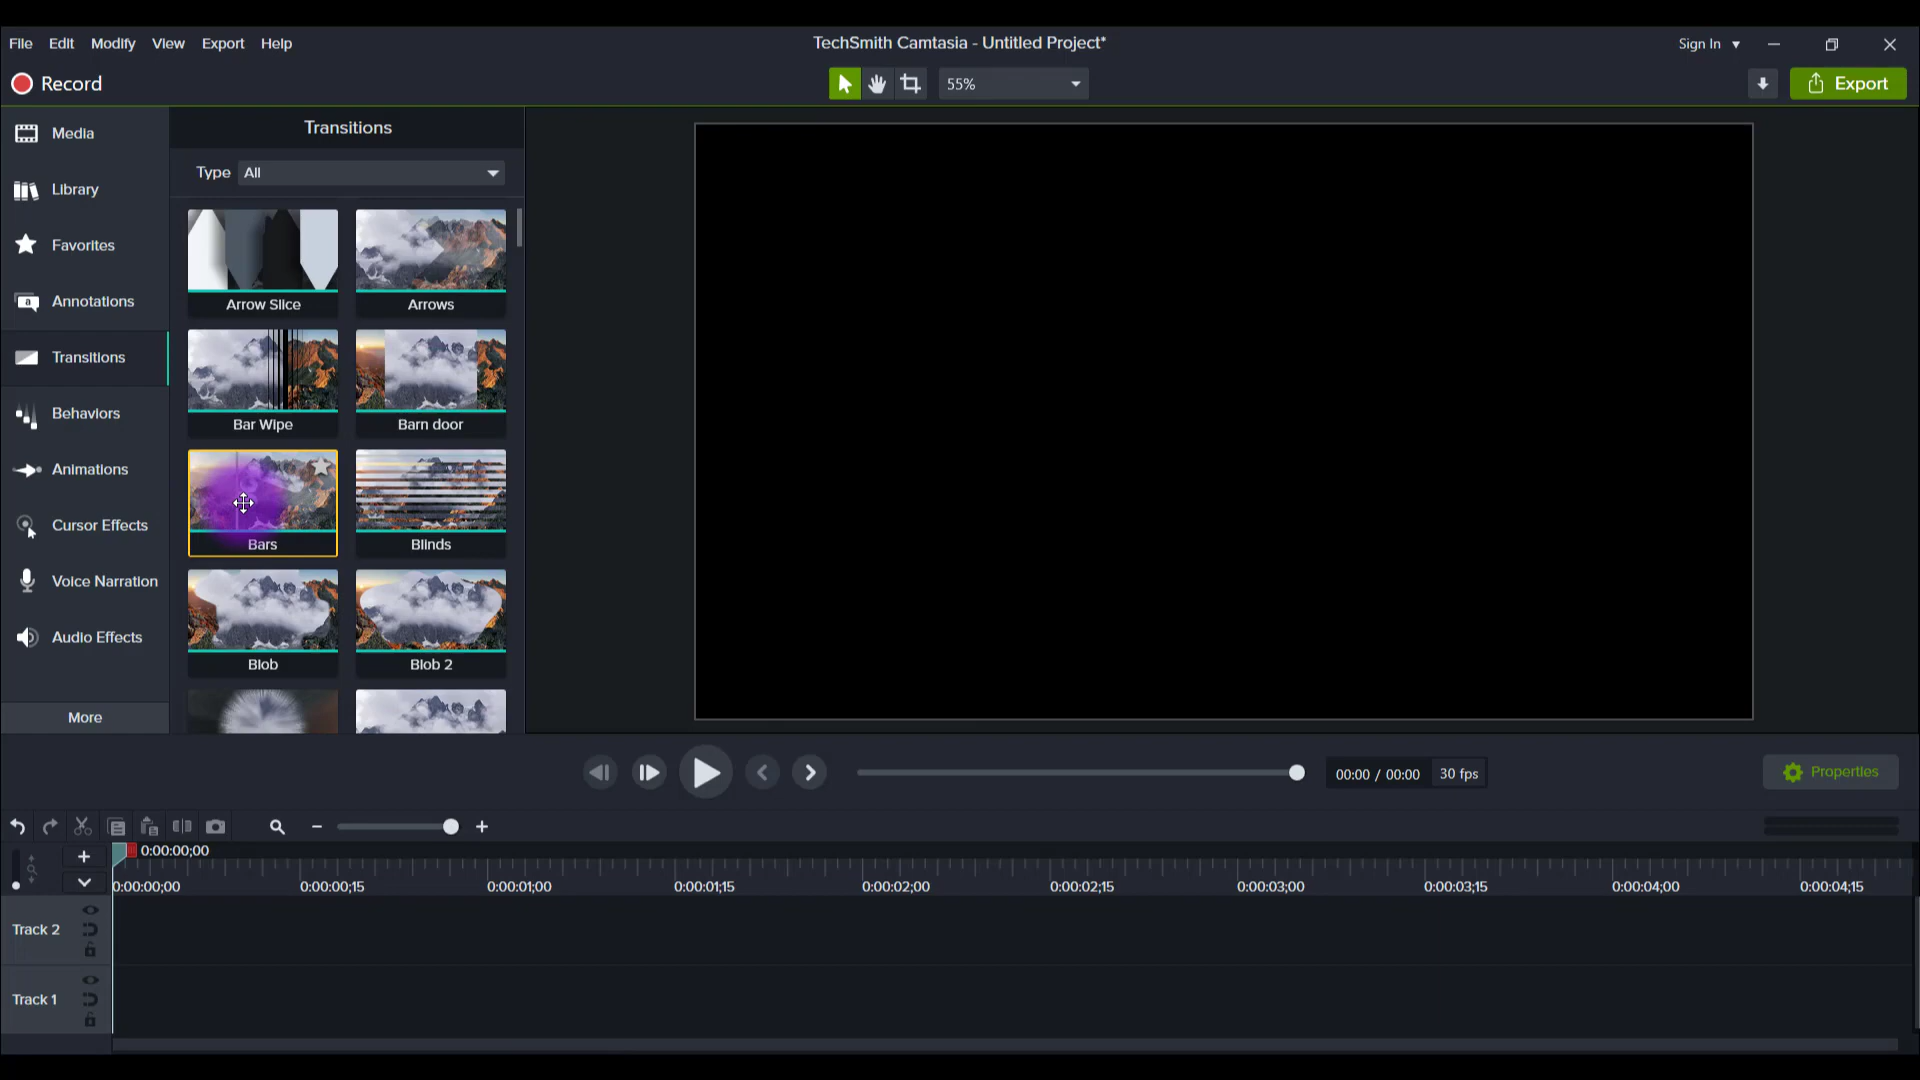 File Edit Modify View Export Help
TechSmith Camtasia - Untitled Project*
Sign In
Record
55%
Export
Media
Library
Favorites
Annotations
Transitions
Behaviors
Animations
Cursor Effects
Voice Narration
Audio Effects
More
Transitions
Type All
Arrow Slice Arrows
Bar Wipe Barn door
Bars Blinds
Blob Blob 2
00:00 / 00:00 30 fps
Properties
0:00:00;00
0:00:00;00 0:00:00;15 0:00:01;00 0:00:01;15 0:00:02;00 0:00:02;15 0:00:03;00 0:00:03;15 0:00:04;00 0:00:04;15
Track 2
Track 1